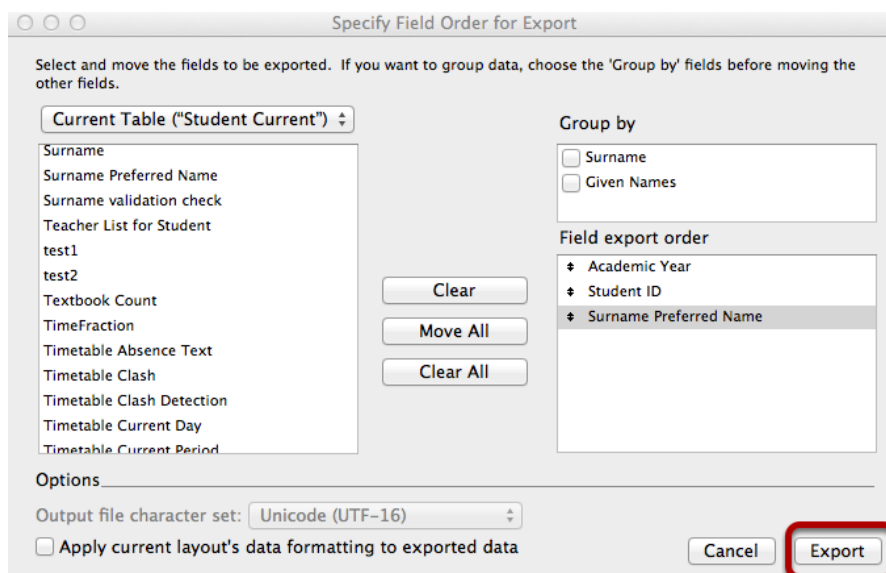 Specify Field Order for Export
Select and move the fields to be exported.  If you want to group data, choose the 'Group by' fields before moving the
other fields.
Current Table ("Student Current")
Surname
Surname Preferred Name
Surname validation check
Teacher List for Student
test1
test2
Textbook Count
TimeFraction
Timetable Absence Text
Timetable Clash
Timetable Clash Detection
Timetable Current Day
Timetable Current Period
Clear
Move All
Clear All
Group by
Surname
Given Names
Field export order
Academic Year
Student ID
Surname Preferred Name
Options
Output file character set: Unicode (UTF-16)
Apply current layout's data formatting to exported data
Cancel
Export